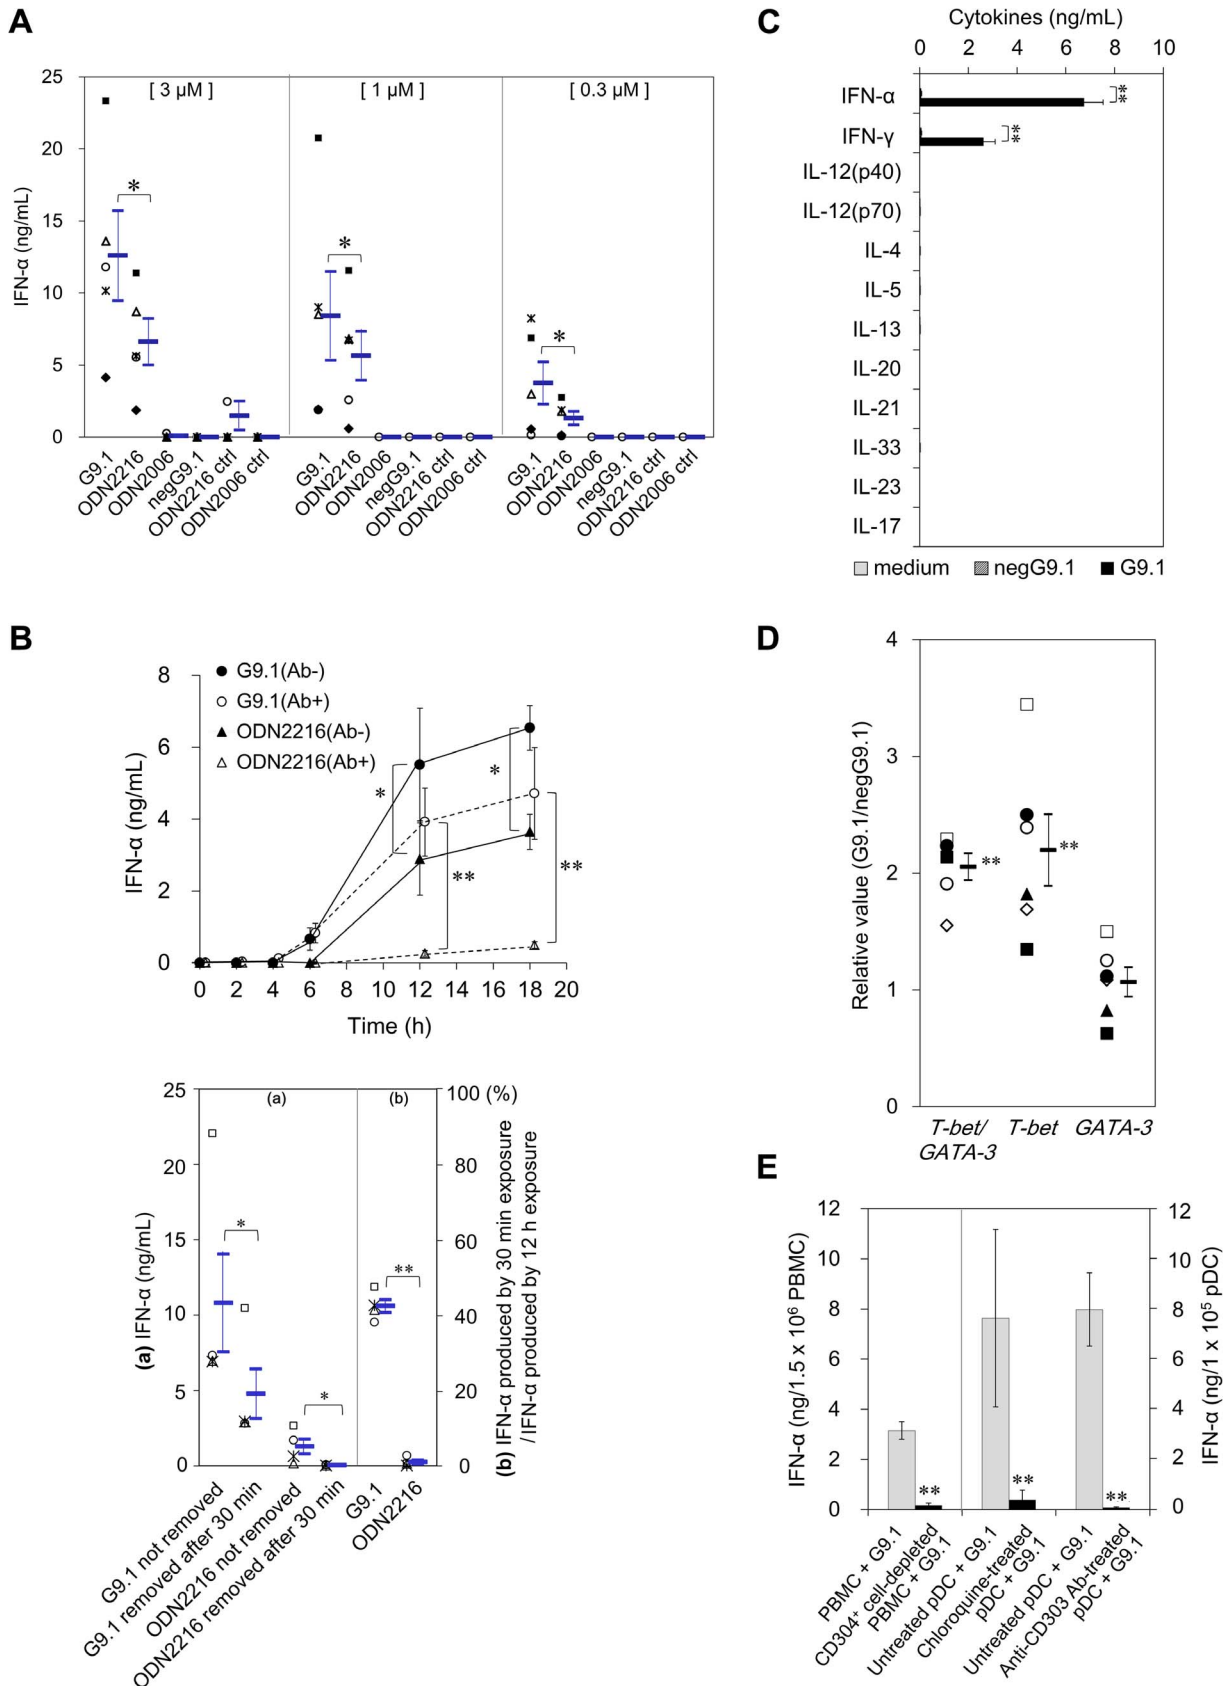 A
25
20
15
10
5
0
IFN-α (ng/mL)
[ 3 μM ]
[ 1 μM ]
[ 0.3 μM ]
*
*
*
G9.1
ODN2216
ODN2006
negG9.1
ODN2216 ctrl
ODN2006 ctrl
G9.1
ODN2216
ODN2006
negG9.1
ODN2216 ctrl
ODN2006 ctrl
G9.1
ODN2216
ODN2006
negG9.1
ODN2216 ctrl
ODN2006 ctrl
C
Cytokines (ng/mL)
0 2 4 6 8 10
IFN-α
**
IFN-γ
**
IL-12(p40)
IL-12(p70)
IL-4
IL-5
IL-13
IL-20
IL-21
IL-33
IL-23
IL-17
medium negG9.1 G9.1
B
G9.1(Ab-)
G9.1(Ab+)
ODN2216(Ab-)
ODN2216(Ab+)
8
6
4
2
0
IFN-α (ng/mL)
*
*
**
**
0 2 4 6 8 10 12 14 16 18 20
Time (h)
25
20
15
10
5
0
(a) IFN-α (ng/mL)
(a)
(b)
*
*
**
100 (%)
80
60
40
20
0
(b) IFN-α produced by 30 min exposure
/IFN-α produced by 12 h exposure
G9.1 not removed
G9.1 removed after 30 min
ODN2216 not removed
ODN2216 removed after 30 min
G9.1
ODN2216
D
4
3
2
1
0
Relative value (G9.1/negG9.1)
**
**
T-bet/
GATA-3
T-bet
GATA-3
E
12
10
8
6
4
2
0
IFN-α (ng/1.5 x 10⁶ PBMC)
**
**
**
12
10
8
6
4
2
0
IFN-α (ng/1 x 10⁵ pDC)
PBMC + G9.1
CD304⁺ cell-depleted
PBMC + G9.1
Untreated pDC + G9.1
Chloroquine-treated
pDC + G9.1
Untreated pDC + G9.1
Anti-CD303 Ab-treated
pDC + G9.1